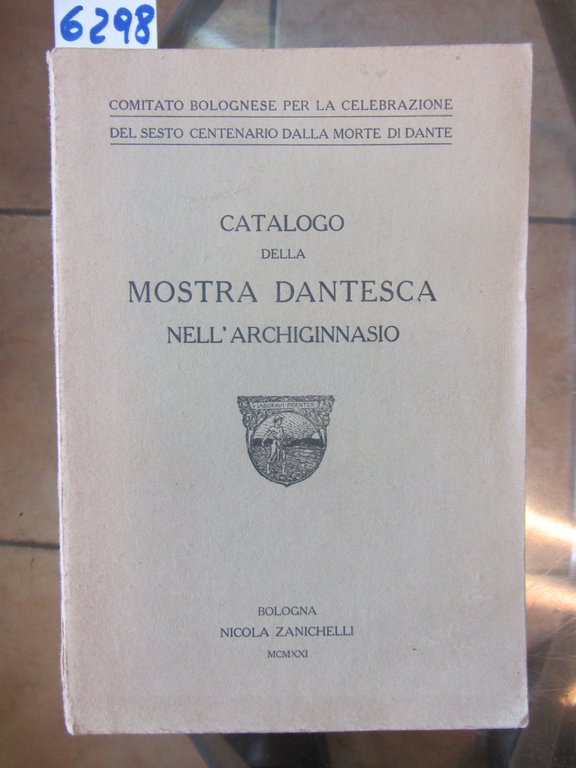 6298
COMITATO BOLOGNESE PER LA CELEBRAZIONE
DEL SESTO CENTENARIO DALLA MORTE DI DANTE
CATALOGO
DELLA
MOSTRA DANTESCA
NELL'ARCHIGINNASIO
LABORAVI FIDENTER
BOLOGNA
NICOLA ZANICHELLI
MCMXXI